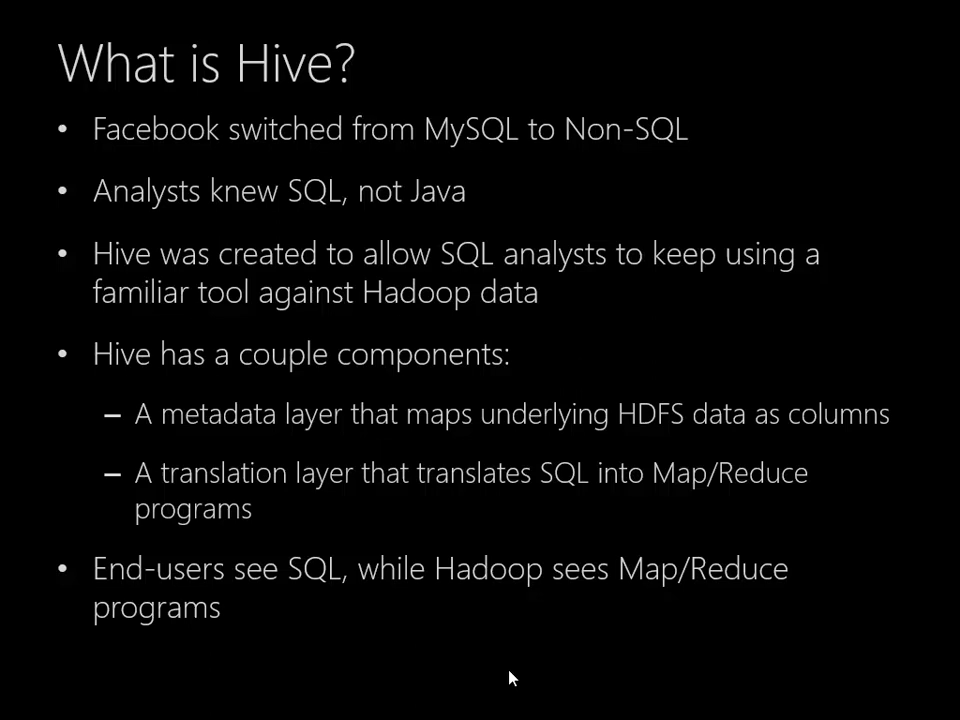 What is Hive?
• Facebook switched from MySQL to Non-SQL
• Analysts knew SQL, not Java
• Hive was created to allow SQL analysts to keep using a
familiar tool against Hadoop data
• Hive has a couple components:
– A metadata layer that maps underlying HDFS data as columns
– A translation layer that translates SQL into Map/Reduce
programs
• End-users see SQL, while Hadoop sees Map/Reduce
programs